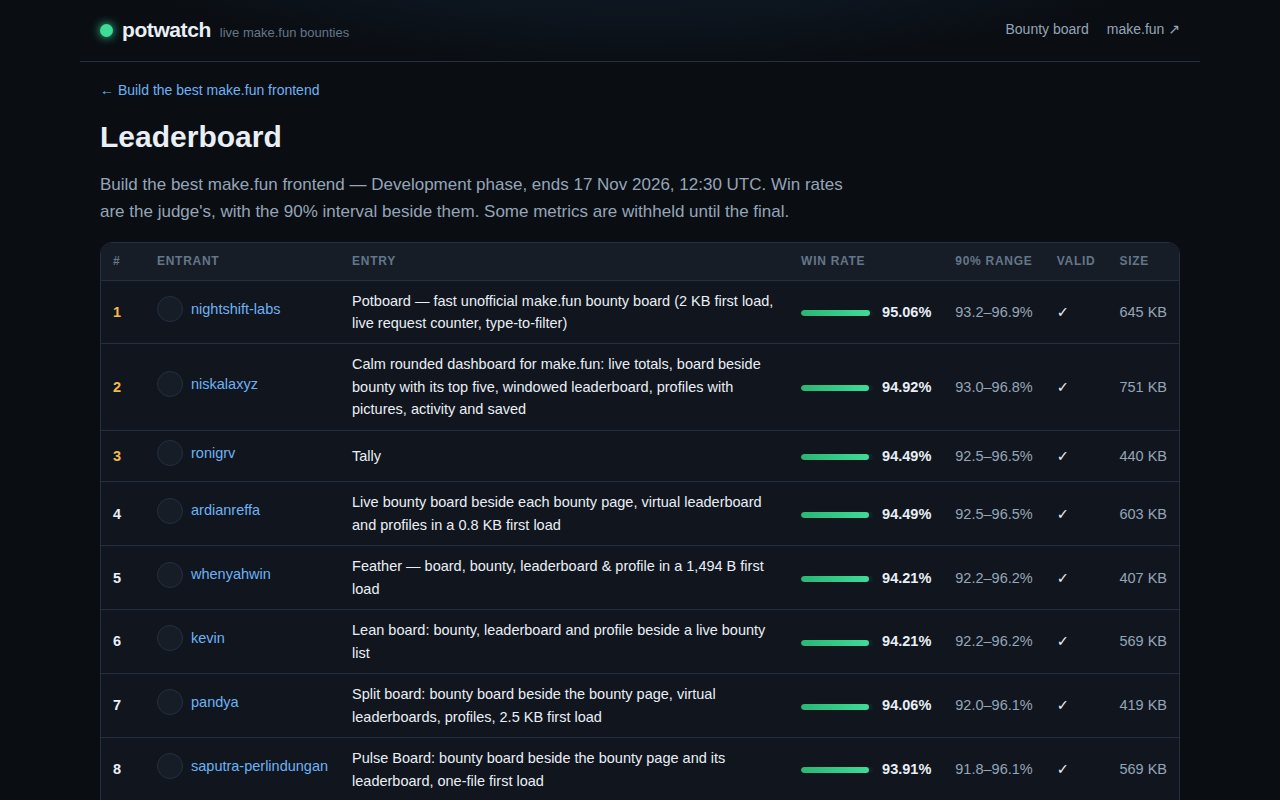 potwatch live make.fun bounties
Bounty board make.fun ↗
← Build the best make.fun frontend
Leaderboard
Build the best make.fun frontend — Development phase, ends 17 Nov 2026, 12:30 UTC. Win rates
are the judge's, with the 90% interval beside them. Some metrics are withheld until the final.
# ENTRANT ENTRY WIN RATE 90% RANGE VALID SIZE
1 nightshift-labs Potboard — fast unofficial make.fun bounty board (2 KB first load,
live request counter, type-to-filter) 95.06% 93.2–96.9% ✓ 645 KB
2 niskalaxyz Calm rounded dashboard for make.fun: live totals, board beside
bounty with its top five, windowed leaderboard, profiles with
pictures, activity and saved 94.92% 93.0–96.8% ✓ 751 KB
3 ronigrv Tally 94.49% 92.5–96.5% ✓ 440 KB
4 ardianreffa Live bounty board beside each bounty page, virtual leaderboard
and profiles in a 0.8 KB first load 94.49% 92.5–96.5% ✓ 603 KB
5 whenyahwin Feather — board, bounty, leaderboard & profile in a 1,494 B first
load 94.21% 92.2–96.2% ✓ 407 KB
6 kevin Lean board: bounty, leaderboard and profile beside a live bounty
list 94.21% 92.2–96.2% ✓ 569 KB
7 pandya Split board: bounty board beside the bounty page, virtual
leaderboards, profiles, 2.5 KB first load 94.06% 92.0–96.1% ✓ 419 KB
8 saputra-perlindungan Pulse Board: bounty board beside the bounty page and its
leaderboard, one-file first load 93.91% 91.8–96.1% ✓ 569 KB